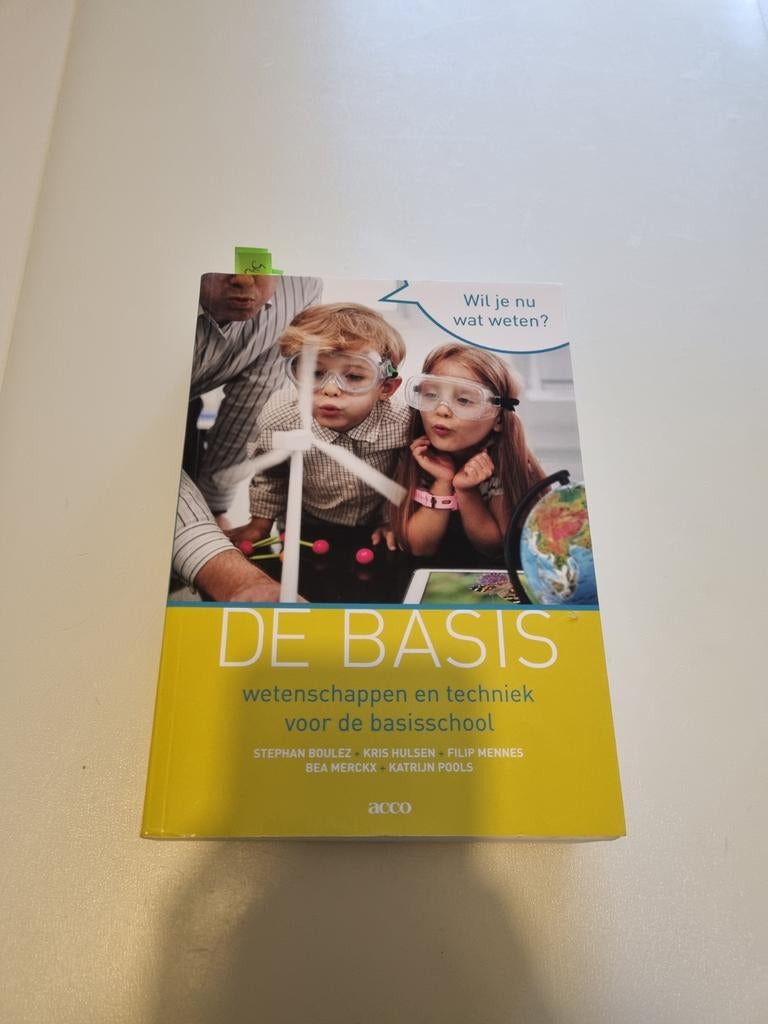 Wil je nu
wat weten?
DE BASIS
wetenschappen en techniek
voor de basisschool
STEPHAN BOULEZ + KRIS HULSEN + FILIP MENNES
BEA MERCKX + KATRIJN POOLS
acco